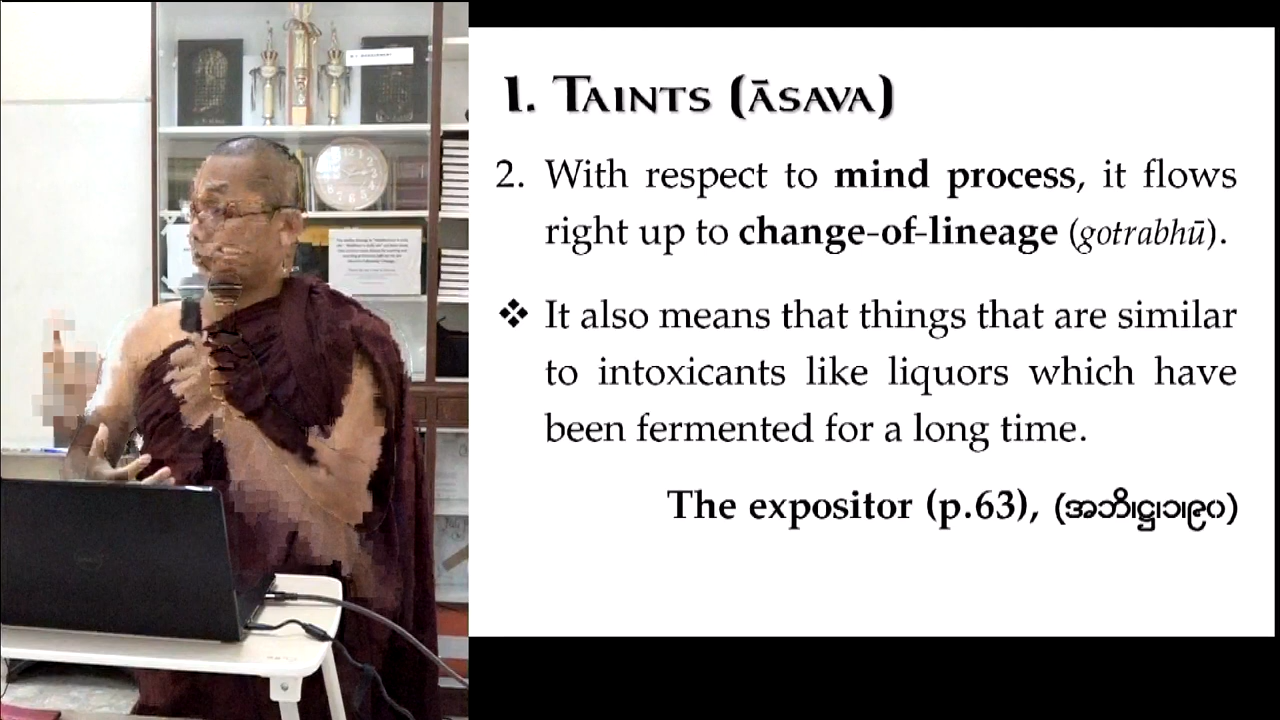 1. Taints (Āsava)
2. With respect to mind process, it flows
right up to change-of-lineage (gotrabhū).
❖ It also means that things that are similar
to intoxicants like liquors which have
been fermented for a long time.
The expositor (p.63), (အဘိ၊ဋ္ဌ၊၁၊၉၀)